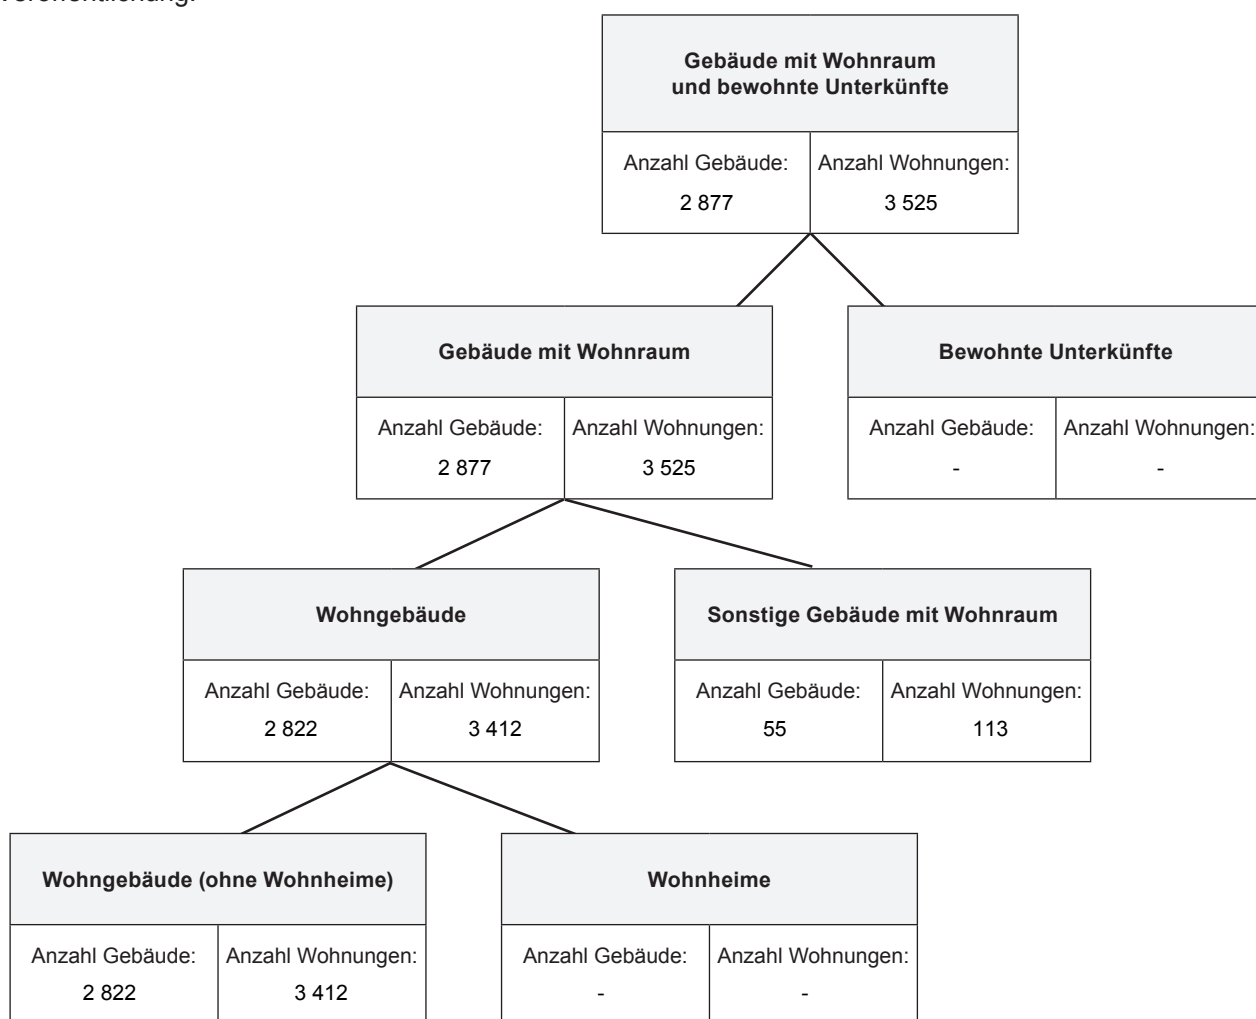 Gebäude mit Wohnraum
und bewohnte Unterkünfte
Anzahl Gebäude: Anzahl Wohnungen:
2 877 3 525
Gebäude mit Wohnraum Bewohnte Unterkünfte
Anzahl Gebäude: Anzahl Wohnungen: Anzahl Gebäude: Anzahl Wohnungen:
2 877 3 525 - -
Wohngebäude Sonstige Gebäude mit Wohnraum
Anzahl Gebäude: Anzahl Wohnungen: Anzahl Gebäude: Anzahl Wohnungen:
2 822 3 412 55 113
Wohngebäude (ohne Wohnheime) Wohnheime
Anzahl Gebäude: Anzahl Wohnungen: Anzahl Gebäude: Anzahl Wohnungen:
2 822 3 412 - -